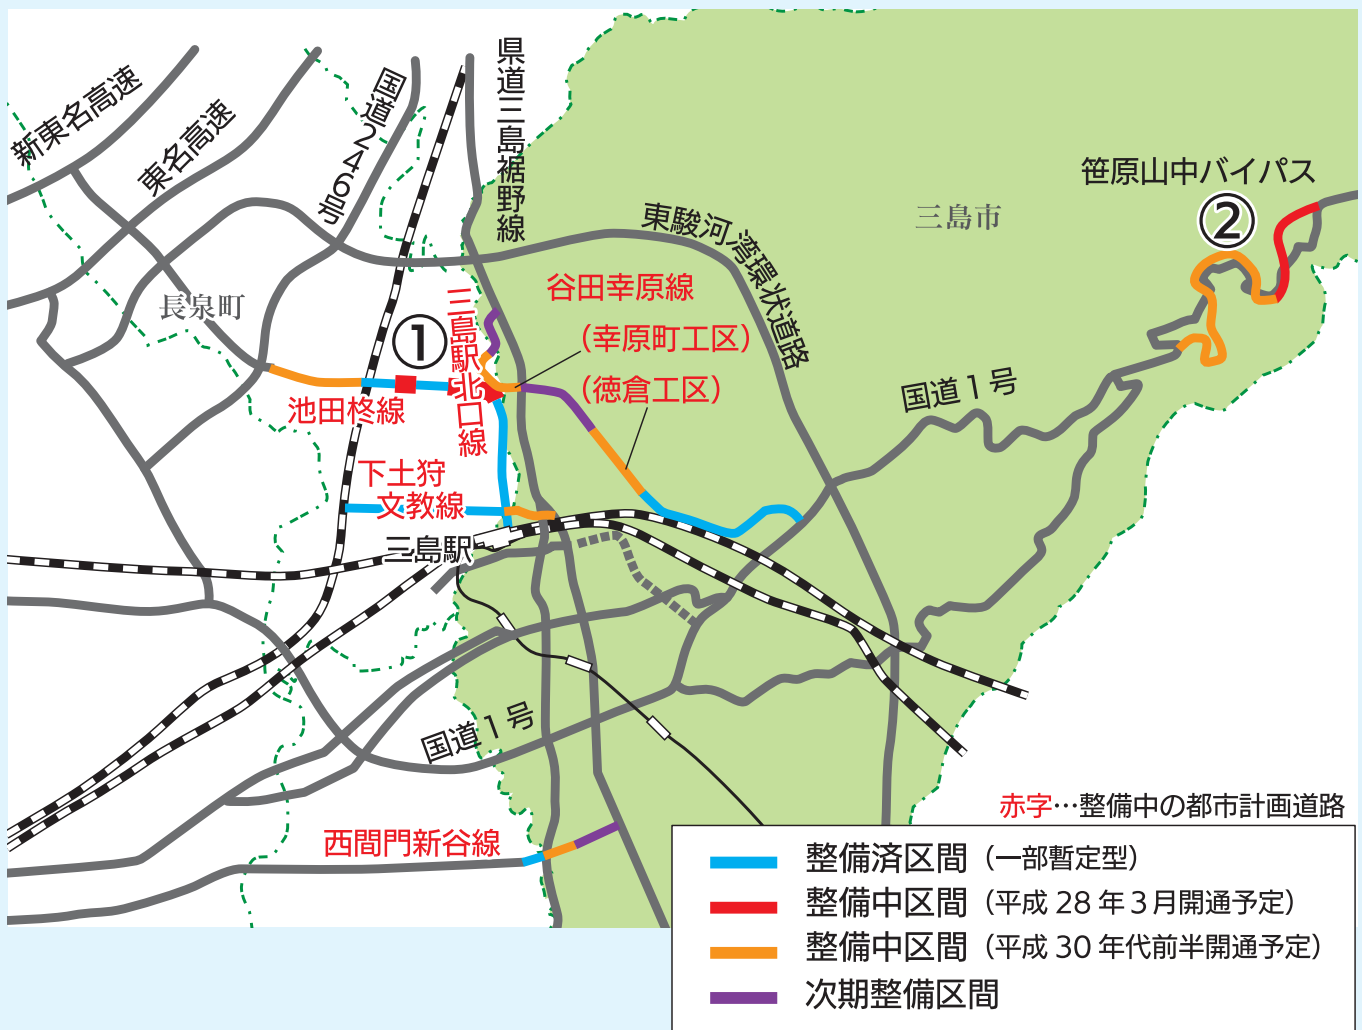 新東名高速
東名高速
国道246号
県道三島裾野線
東駿河湾環状道路
三島市
笹原山中バイパス
②
長泉町
①
三島駅北口線
谷田幸原線
(幸原町工区)
(徳倉工区)
池田柊線
国道1号
下土狩
文教線
三島駅
国道1号
西間門新谷線
赤字…整備中の都市計画道路
整備済区間(一部暫定型)
整備中区間(平成28年3月開通予定)
整備中区間(平成30年代前半開通予定)
次期整備区間